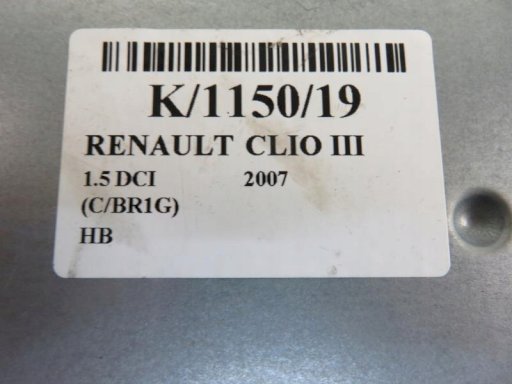 K/1150/19
RENAULT CLIO III
1.5 DCI 2007
(C/BR1G)
HB